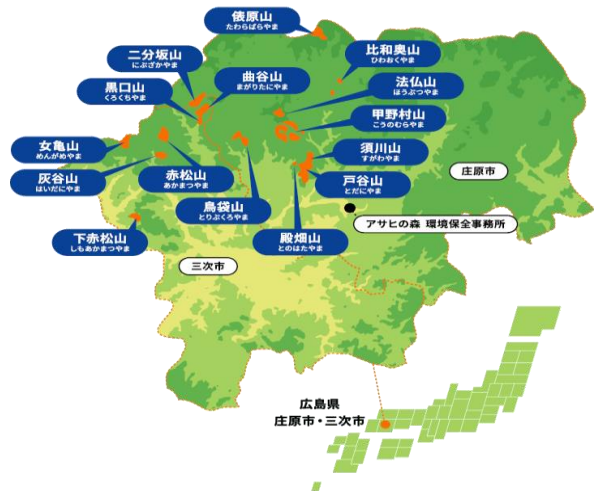 俵原山
たわらばらやま
二分坂山
にぶざかやま
比和奥山
ひわおくやま
黒口山
くろくちやま
曲谷山
まがりたにやま
法仏山
ほうぶつやま
甲野村山
こうのむらやま
女亀山
めんがめやま
須川山
すがわやま
灰谷山
はいだにやま
赤松山
あかまつやま
戸谷山
とだにやま
庄原市
鳥袋山
とりぶくろやま
下赤松山
しもあかまつやま
殿畑山
とのはたやま
アサヒの森 環境保全事務所
三次市
広島県
庄原市・三次市